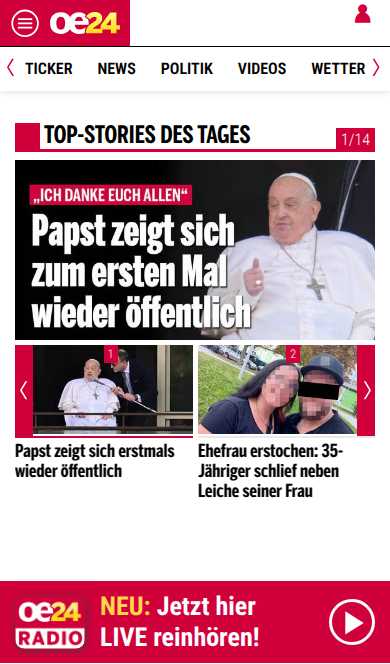 oe24
TICKER NEWS POLITIK VIDEOS WETTER
TOP-STORIES DES TAGES
1/14
„ICH DANKE EUCH ALLEN“
Papst zeigt sich
zum ersten Mal
wieder öffentlich
1
2
Papst zeigt sich erstmals
wieder öffentlich
Ehefrau erstochen: 35-
Jähriger schlief neben
Leiche seiner Frau
oe24
RADIO
NEU: Jetzt hier
LIVE reinhören!